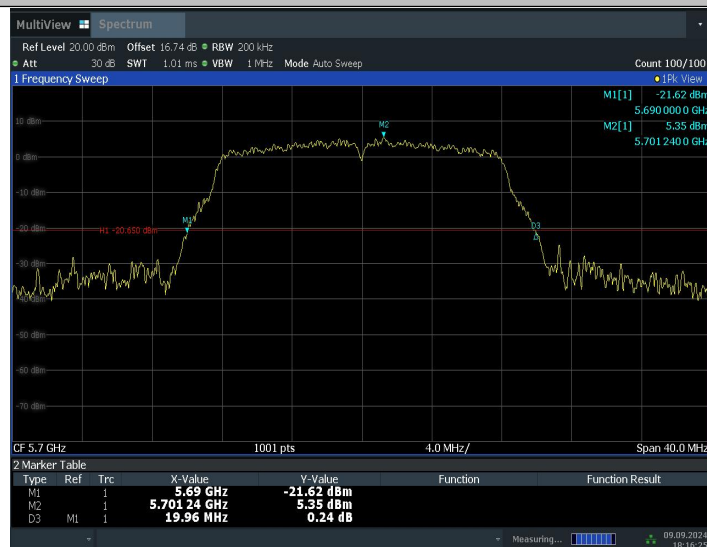 MultiView Spectrum
Ref Level 20.00 dBm Offset 16.74 dB RBW 200 kHz
Att 30 dB SWT 1.01 ms VBW 1 MHz Mode Auto Sweep Count 100/100
1 Frequency Sweep 1Pk View
M1[1] -21.62 dBm
5.690 000 0 GHz
M2[1] 5.35 dBm
5.701 240 0 GHz
10 dBm
M2
0 dBm
-10 dBm
M1
-20 dBm
H1 -20.650 dBm
D3
-30 dBm
-40 dBm
-50 dBm
-60 dBm
-70 dBm
CF 5.7 GHz 1001 pts 4.0 MHz/ Span 40.0 MHz
2 Marker Table
Type Ref Trc X-Value Y-Value Function Function Result
M1 1 5.69 GHz -21.62 dBm
M2 1 5.701 24 GHz 5.35 dBm
D3 M1 1 19.96 MHz 0.24 dB
Measuring... 09.09.2024
18:16:25